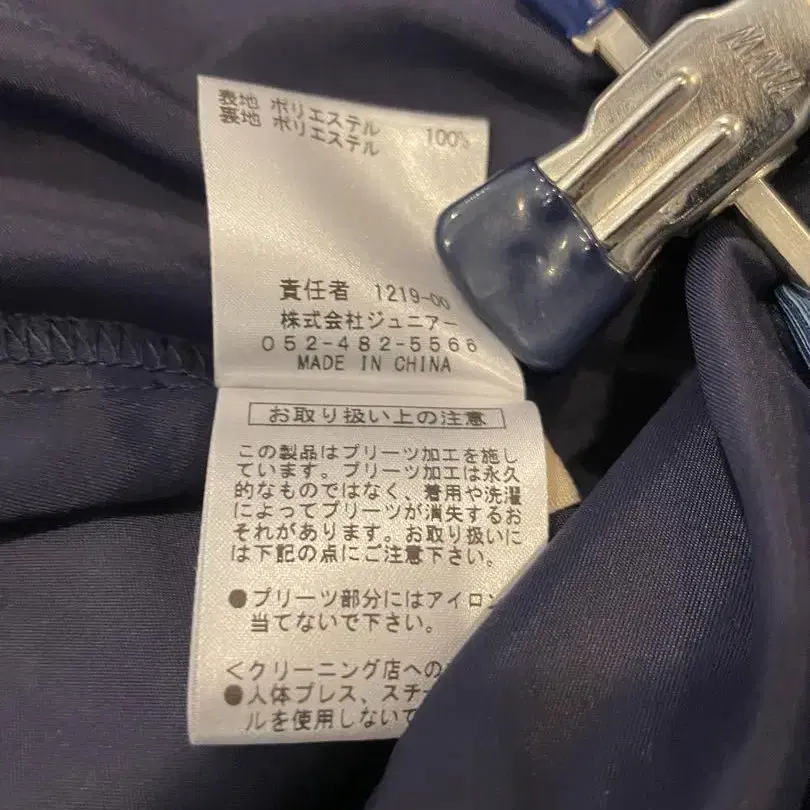 MAWA
表地 ポリエステル 100%
裏地 ポリエステル
責任者 1219-00
株式会社ジュニアー
052-482-5566
MADE IN CHINA
お取り扱い上の注意
この製品はプリーツ加工を施し
ています。プリーツ加工は永久
的なものではなく、着用や洗濯
によってプリーツが消失するお
それがあります。お取り扱いに
は下記の点にご注意下さい。
●プリーツ部分にはアイロン
当てないで下さい。
<クリーニング店への
●人体プレス、スチー
ルを使用しないで